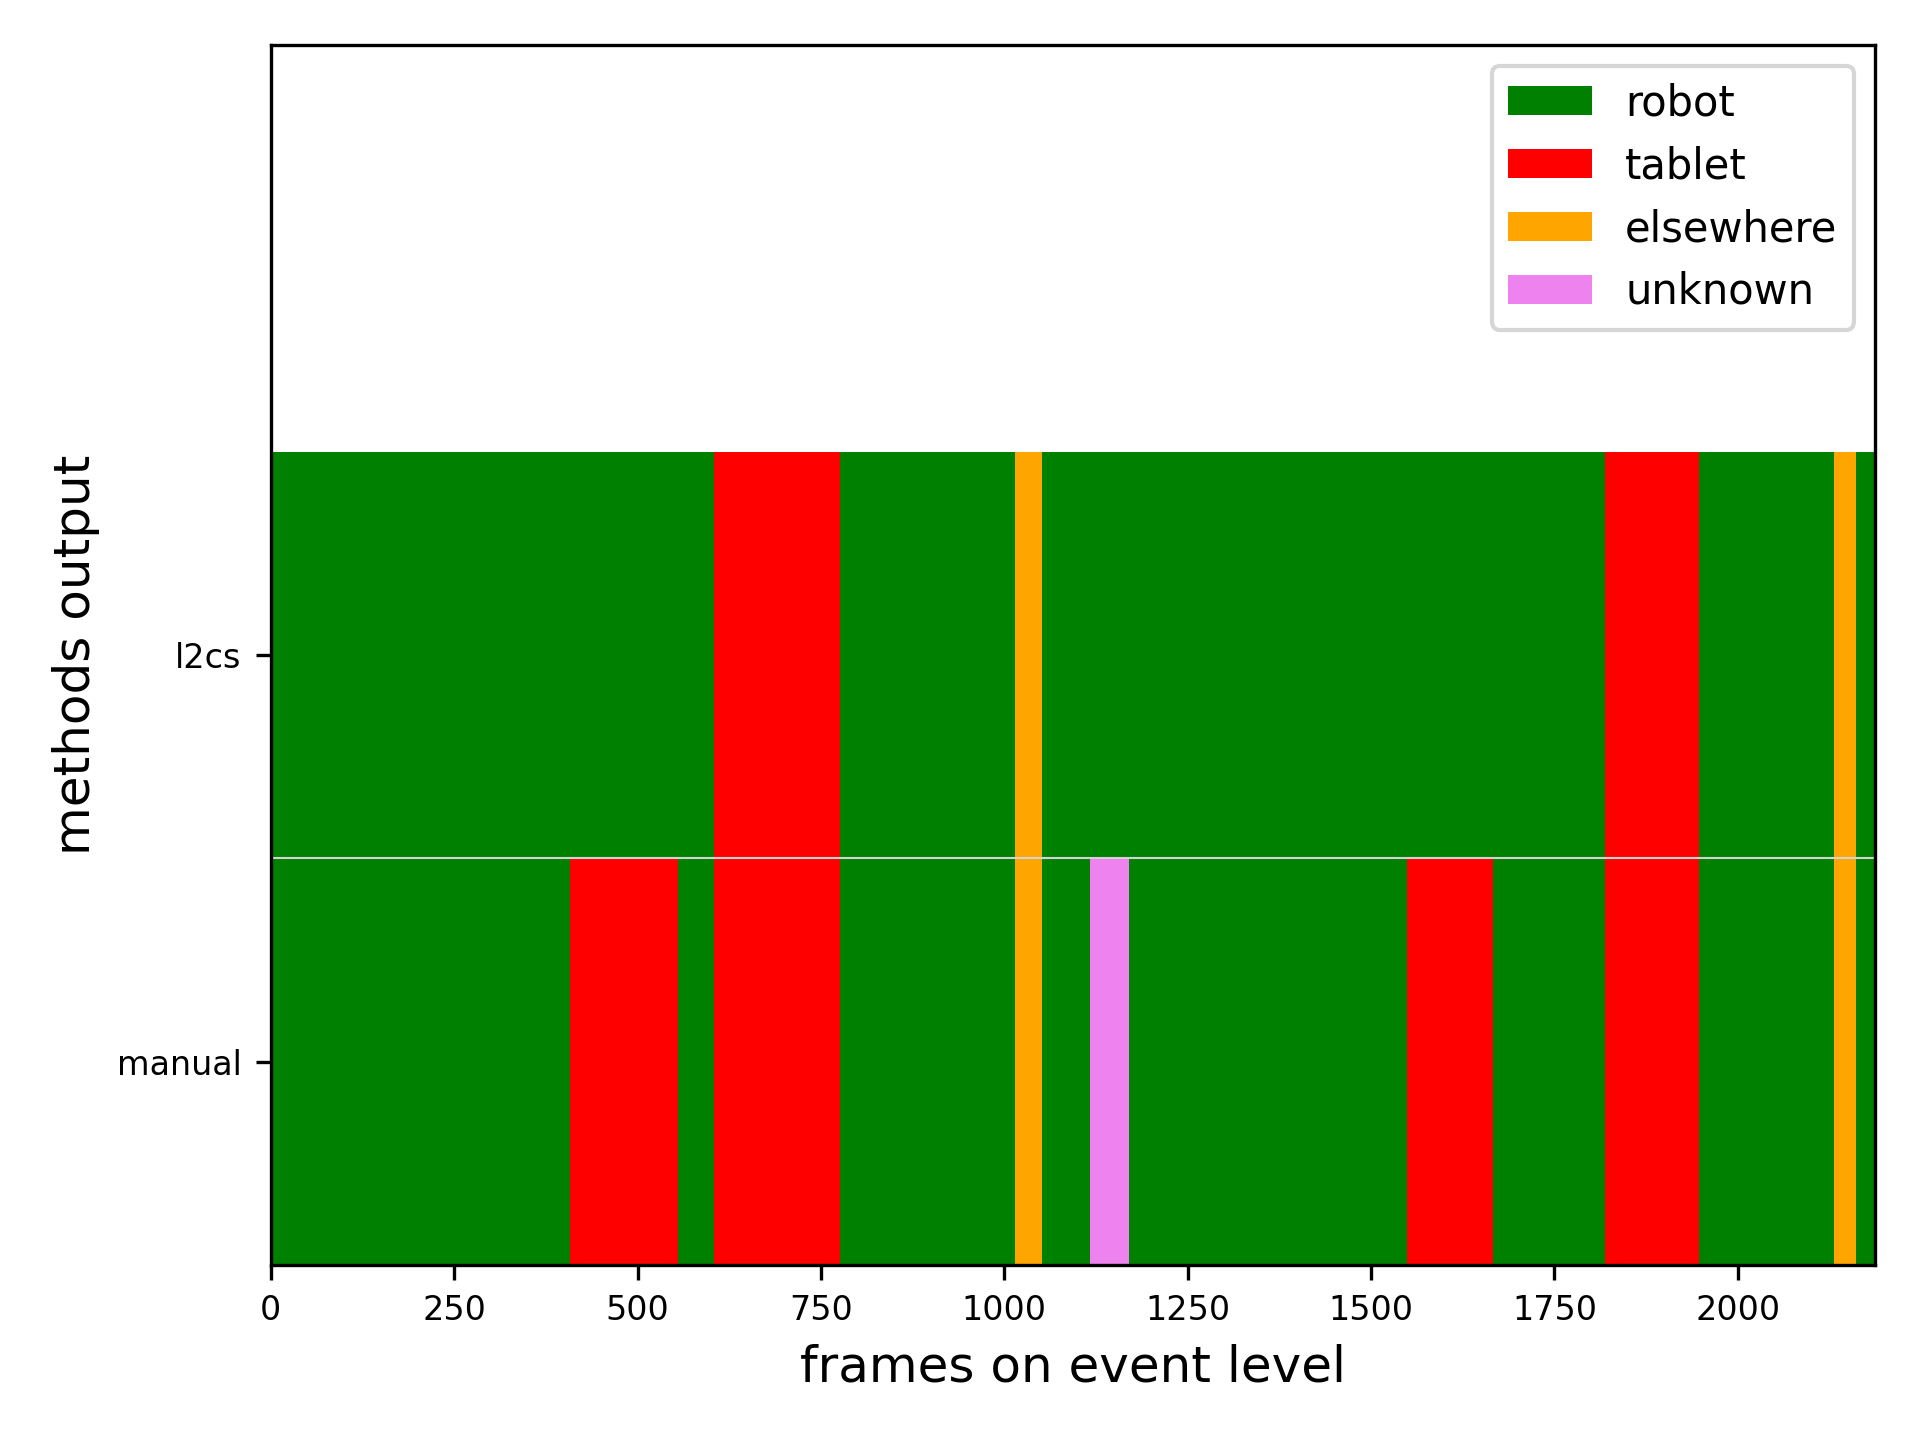 robot
tablet
elsewhere
unknown
methods output
l2cs
manual
0 250 500 750 1000 1250 1500 1750 2000
frames on event level